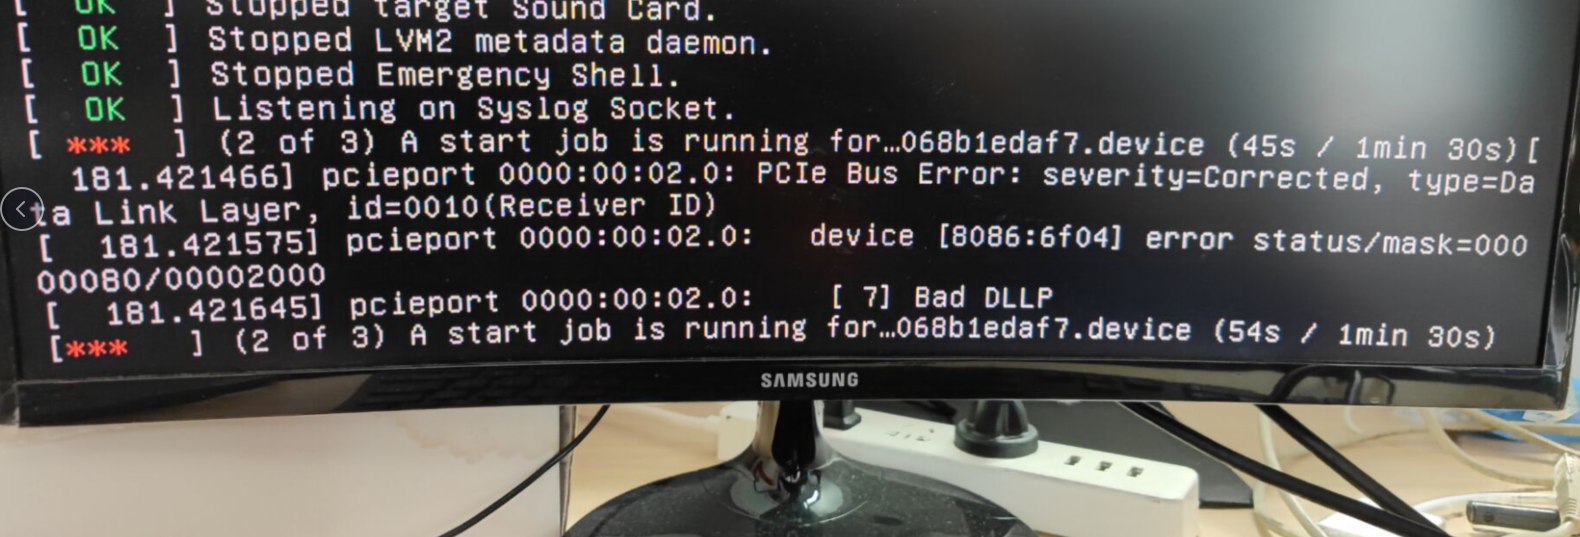 [ OK ] Stopped target Sound Card.
[ OK ] Stopped LVM2 metadata daemon.
[ OK ] Stopped Emergency Shell.
[ OK ] Listening on Syslog Socket.
[ *** ] (2 of 3) A start job is running for…068b1edaf7.device (45s / 1min 30s)[
181.421466] pcieport 0000:00:02.0: PCIe Bus Error: severity=Corrected, type=Da
ta Link Layer, id=0010(Receiver ID)
[ 181.421575] pcieport 0000:00:02.0: device [8086:6f04] error status/mask=000
00080/00002000
[ 181.421645] pcieport 0000:00:02.0: [ 7] Bad DLLP
[*** ] (2 of 3) A start job is running for…068b1edaf7.device (54s / 1min 30s)
SAMSUNG